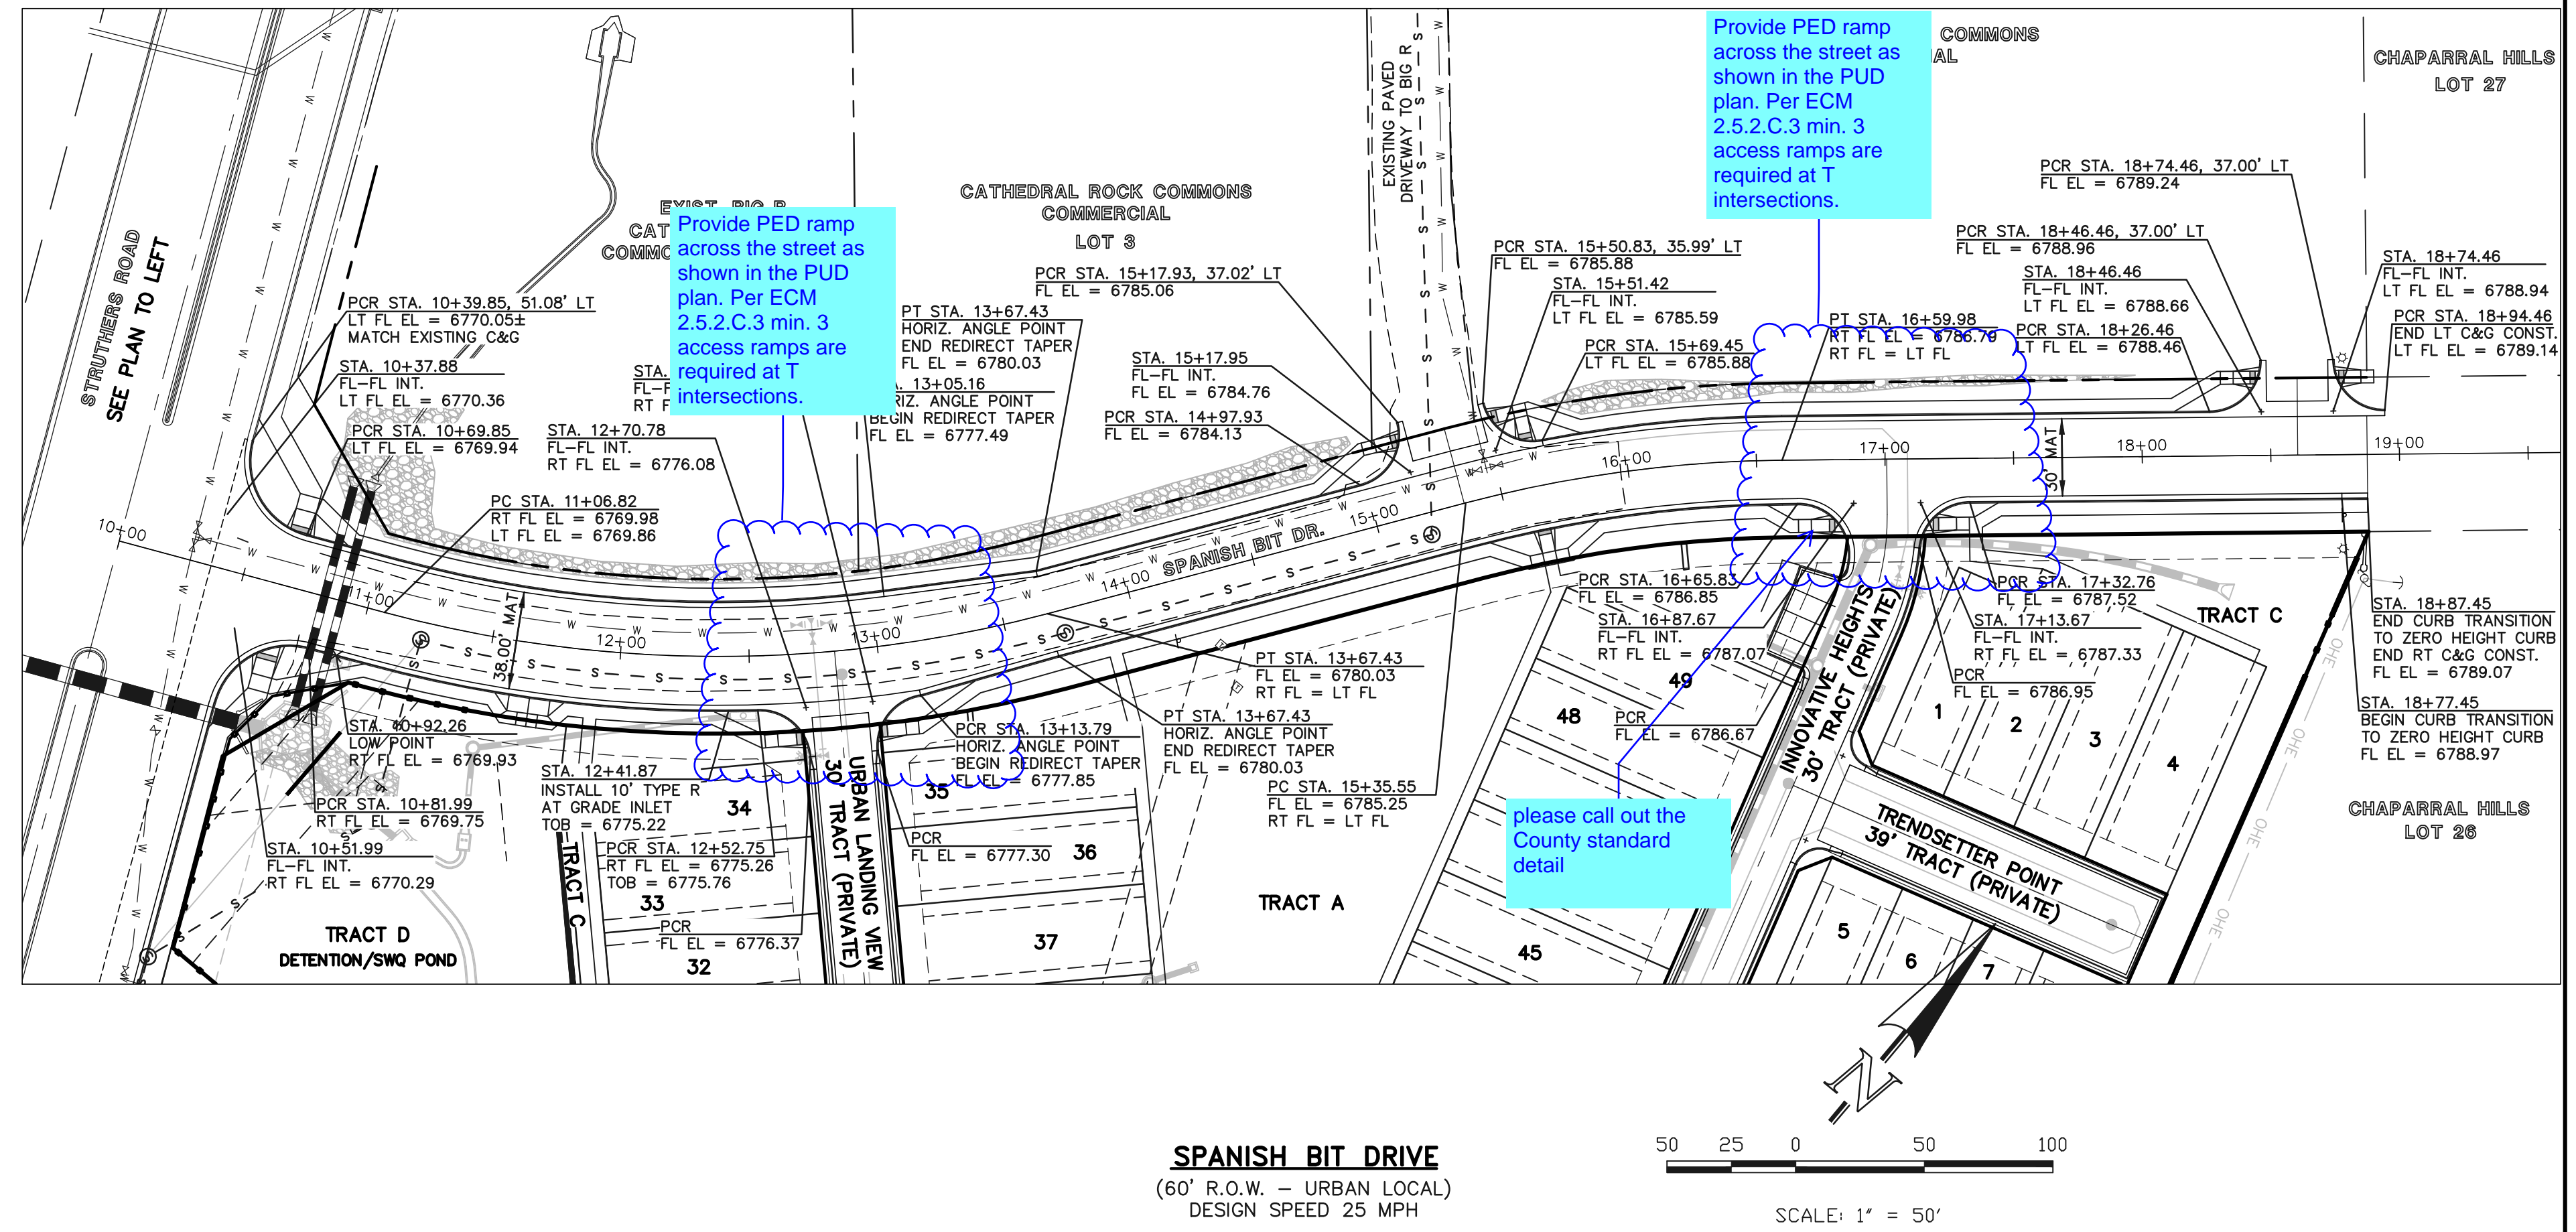 Provide PED ramp
across the street as
shown in the PUD
plan. Per ECM
2.5.2.C.3 min. 3
access ramps are
required at T
intersections.
COMMONS
CHAPARRAL HILLS
LOT 27
STRUTHERS ROAD
SEE PLAN TO LEFT
EXIST. BIG R
CAT
COMMO
Provide PED ramp
across the street as
shown in the PUD
plan. Per ECM
2.5.2.C.3 min. 3
access ramps are
required at T
intersections.
CATHEDRAL ROCK COMMONS
COMMERCIAL
LOT 3
EXISTING PAVED
DRIVEWAY TO BIG R
PCR STA. 10+39.85, 51.08' LT
LT FL EL = 6770.05±
MATCH EXISTING C&G
STA. 10+37.88
FL-FL INT.
LT FL EL = 6770.36
PCR STA. 10+69.85
LT FL EL = 6769.94
STA. 12+70.78
FL-FL INT.
RT FL EL = 6776.08
PC STA. 11+06.82
RT FL EL = 6769.98
LT FL EL = 6769.86
STA.
FL-F
RT F
PT STA. 13+67.43
HORIZ. ANGLE POINT
END REDIRECT TAPER
FL EL = 6780.03
13+05.16
RIZ. ANGLE POINT
BEGIN REDIRECT TAPER
FL EL = 6777.49
PCR STA. 15+17.93, 37.02' LT
FL EL = 6785.06
STA. 15+17.95
FL-FL INT.
FL EL = 6784.76
PCR STA. 14+97.93
FL EL = 6784.13
PCR STA. 15+50.83, 35.99' LT
FL EL = 6785.88
STA. 15+51.42
FL-FL INT.
LT FL EL = 6785.59
PCR STA. 15+69.45
LT FL EL = 6785.88
PT STA. 16+59.98
RT FL EL = 6786.79
RT FL = LT FL
PCR STA. 18+74.46, 37.00' LT
FL EL = 6789.24
PCR STA. 18+46.46, 37.00' LT
FL EL = 6788.96
STA. 18+46.46
FL-FL INT.
LT FL EL = 6788.66
PCR STA. 18+26.46
LT FL EL = 6788.46
STA. 18+74.46
FL-FL INT.
LT FL EL = 6788.94
PCR STA. 18+94.46
END LT C&G CONST.
LT FL EL = 6789.14
10+00
11+00
12+00
13+00
14+00
15+00
16+00
17+00
18+00
19+00
38.00' MAT
30' MAT
SPANISH BIT DR.
STA. 10+92.26
LOW POINT
RT FL EL = 6769.93
PCR STA. 10+81.99
RT FL EL = 6769.75
STA. 10+51.99
FL-FL INT.
RT FL EL = 6770.29
STA. 12+41.87
INSTALL 10' TYPE R
AT GRADE INLET
TOB = 6775.22
PCR STA. 12+52.75
RT FL EL = 6775.26
TOB = 6775.76
PCR
FL EL = 6776.37
PCR STA. 13+13.79
HORIZ. ANGLE POINT
BEGIN REDIRECT TAPER
FL EL = 6777.85
PCR
FL EL = 6777.30
PT STA. 13+67.43
FL EL = 6780.03
RT FL = LT FL
PT STA. 13+67.43
HORIZ. ANGLE POINT
END REDIRECT TAPER
FL EL = 6780.03
PC STA. 15+35.55
FL EL = 6785.25
RT FL = LT FL
PCR STA. 16+65.83
FL EL = 6786.85
STA. 16+87.67
FL-FL INT.
RT FL EL = 6787.07
PCR
FL EL = 6786.67
PCR STA. 17+32.76
FL EL = 6787.52
STA. 17+13.67
FL-FL INT.
RT FL EL = 6787.33
PCR
FL EL = 6786.95
STA. 18+87.45
END CURB TRANSITION
TO ZERO HEIGHT CURB
END RT C&G CONST.
FL EL = 6789.07
STA. 18+77.45
BEGIN CURB TRANSITION
TO ZERO HEIGHT CURB
FL EL = 6788.97
CHAPARRAL HILLS
LOT 26
please call out the
County standard
detail
TRACT D
DETENTION/SWQ POND
TRACT C
URBAN LANDING VIEW
30' TRACT (PRIVATE)
TRACT A
INNOVATIVE HEIGHTS
30' TRACT (PRIVATE)
TRENDSETTER POINT
39' TRACT (PRIVATE)
TRACT C
32
33
34
35
36
37
45
48
49
1
2
3
4
5
6
7
OHE
OHE
OHE
OHE
N
SPANISH BIT DRIVE
(60' R.O.W. – URBAN LOCAL)
DESIGN SPEED 25 MPH
50 25 0 50 100
SCALE: 1" = 50'